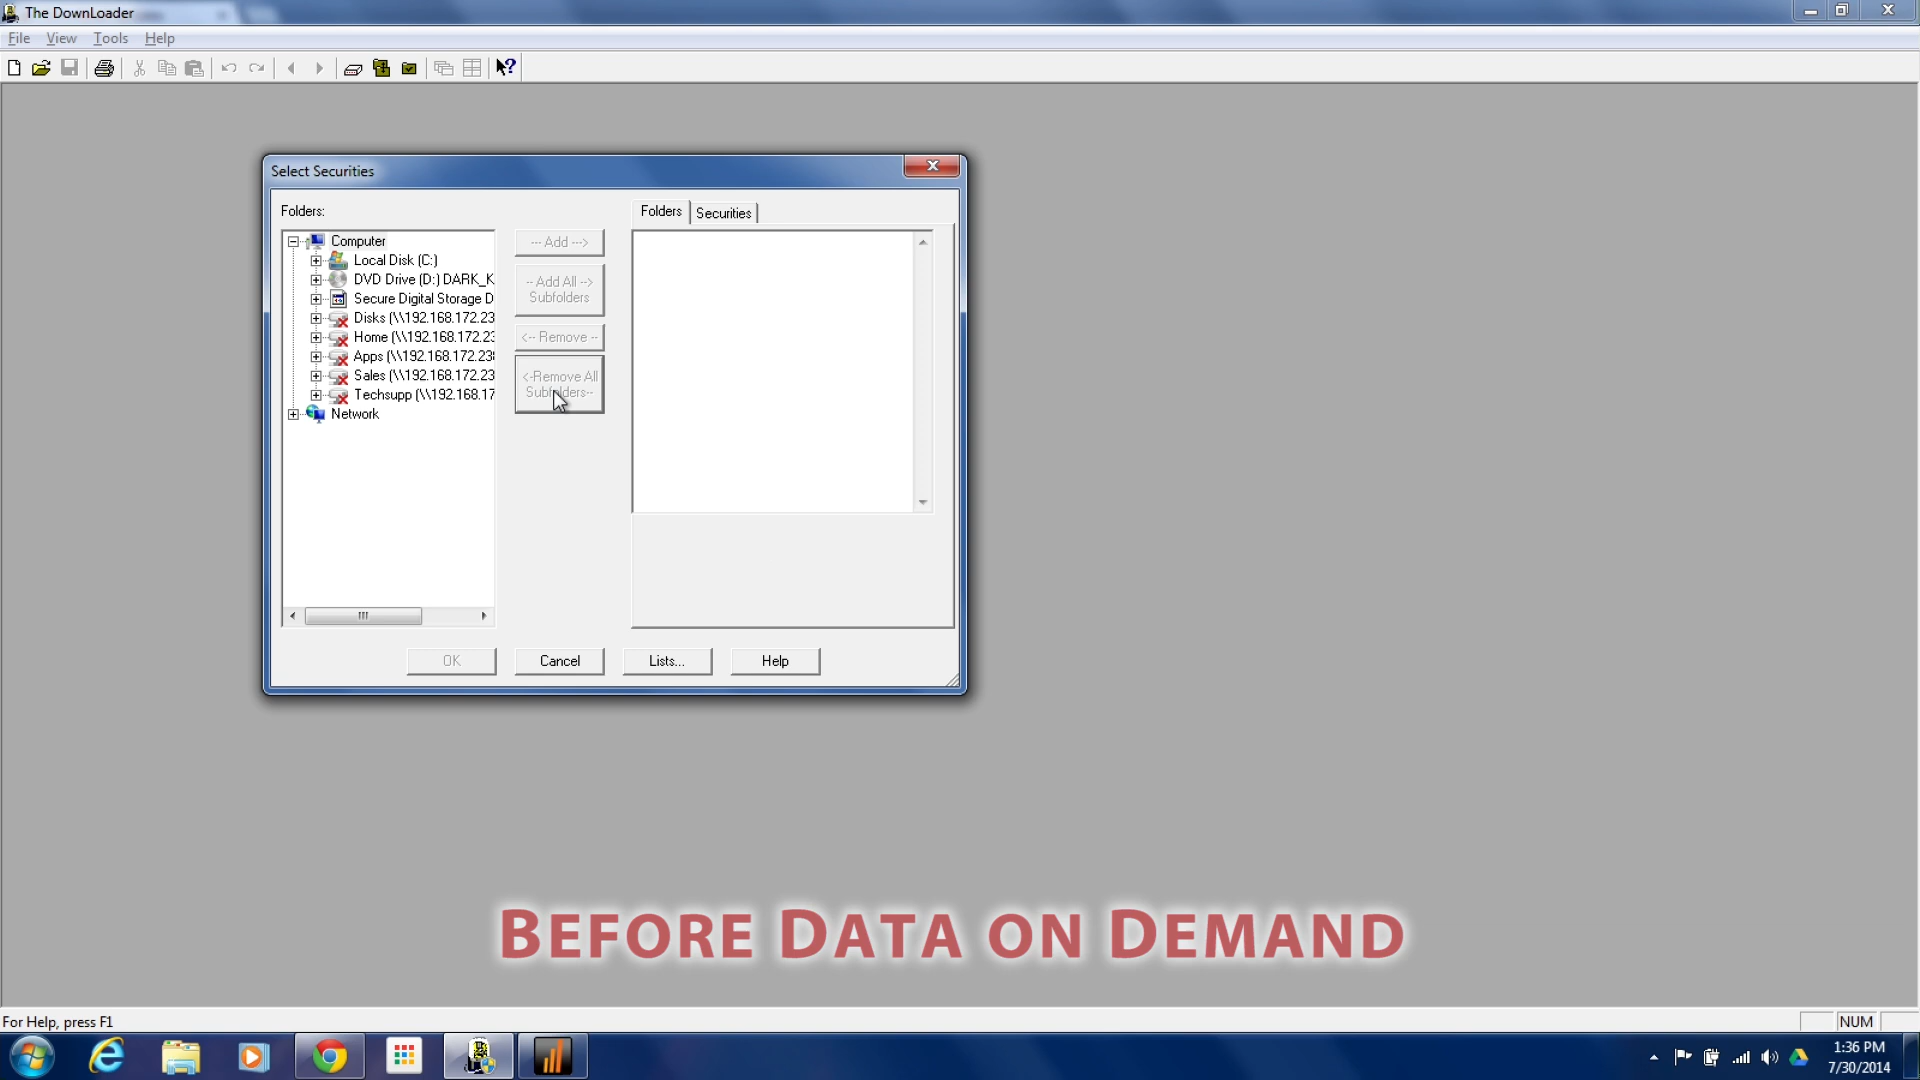 The DownLoader
File View Tools Help
Select Securities
Folders:
Folders
Securities
Computer
Local Disk (C:)
DVD Drive (D:) DARK_K
Secure Digital Storage D
Disks (\\192.168.172.23
Home (\\192.168.172.23
Apps (\\192.168.172.23
Sales (\\192.168.172.23
Techsupp (\\192.168.17
Network
--- Add --->
-- Add All -->
Subfolders
<-- Remove --
<-Remove All
Subfolders--
OK
Cancel
Lists...
Help
BEFORE DATA ON DEMAND
For Help, press F1
NUM
1:36 PM
7/30/2014